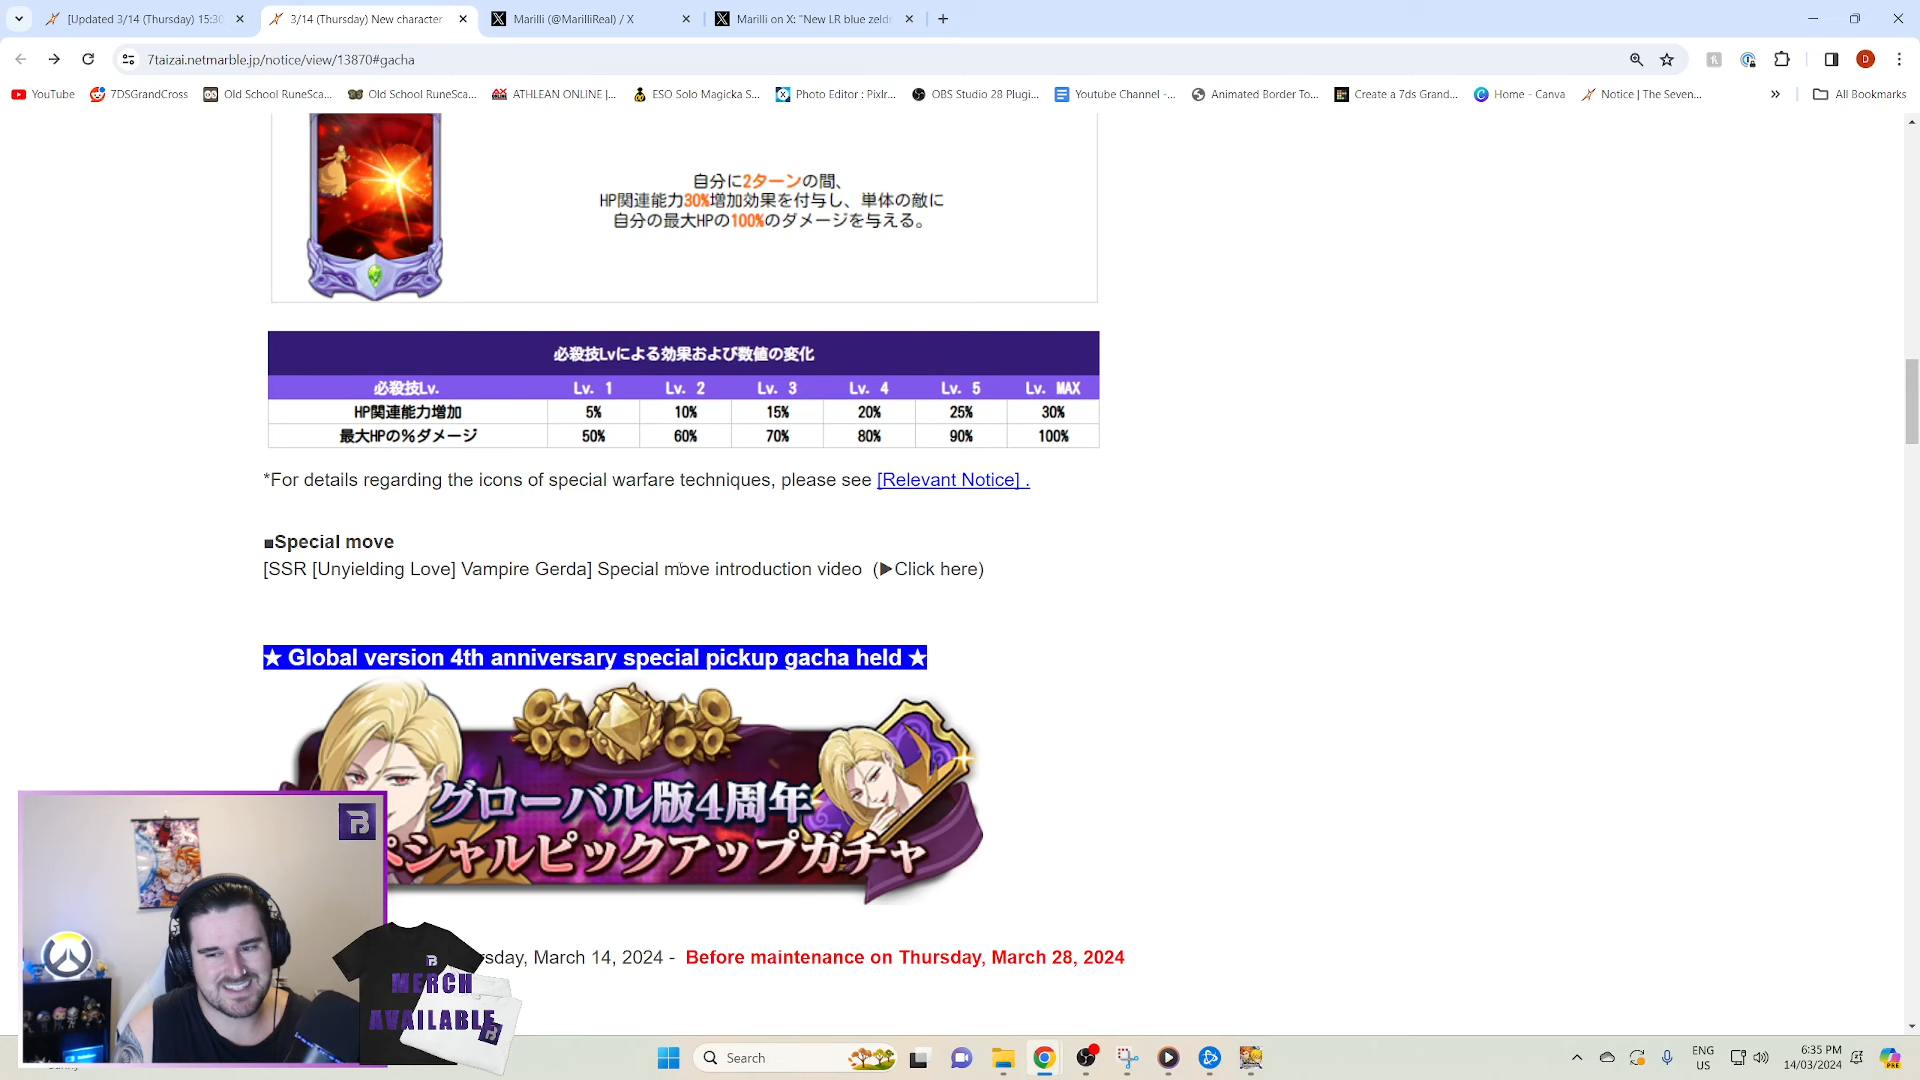 [Updated 3/14 (Thursday) 15:30
3/14 (Thursday) New character
Marilli (@MarilliReal) / X
Marilli on X: "New LR blue zeldr
7taizai.netmarble.jp/notice/view/13870#gacha
YouTube
7DSGrandCross
Old School RuneSca...
Old School RuneSca...
ATHLEAN ONLINE |...
ESO Solo Magicka S...
Photo Editor : Pixlr...
OBS Studio 28 Plugi...
Youtube Channel -...
Animated Border To...
Create a 7ds Grand...
Home - Canva
Notice | The Seven...
All Bookmarks
自分に2ターンの間、
HP関連能力30%増加効果を付与し、単体の敵に
自分の最大HPの100%のダメージを与える。
必殺技Lvによる効果および数値の変化
必殺技Lv. Lv. 1 Lv. 2 Lv. 3 Lv. 4 Lv. 5 Lv. MAX
HP関連能力増加 5% 10% 15% 20% 25% 30%
最大HPの%ダメージ 50% 60% 70% 80% 90% 100%
*For details regarding the icons of special warfare techniques, please see [Relevant Notice] .
■Special move
[SSR [Unyielding Love] Vampire Gerda] Special move introduction video (▶Click here)
★ Global version 4th anniversary special pickup gacha held ★
グローバル版4周年
ペシャルピックアップガチャ
rsday, March 14, 2024 - Before maintenance on Thursday, March 28, 2024
MERCH
AVAILABLE
Search
ENG
US
6:35 PM
14/03/2024